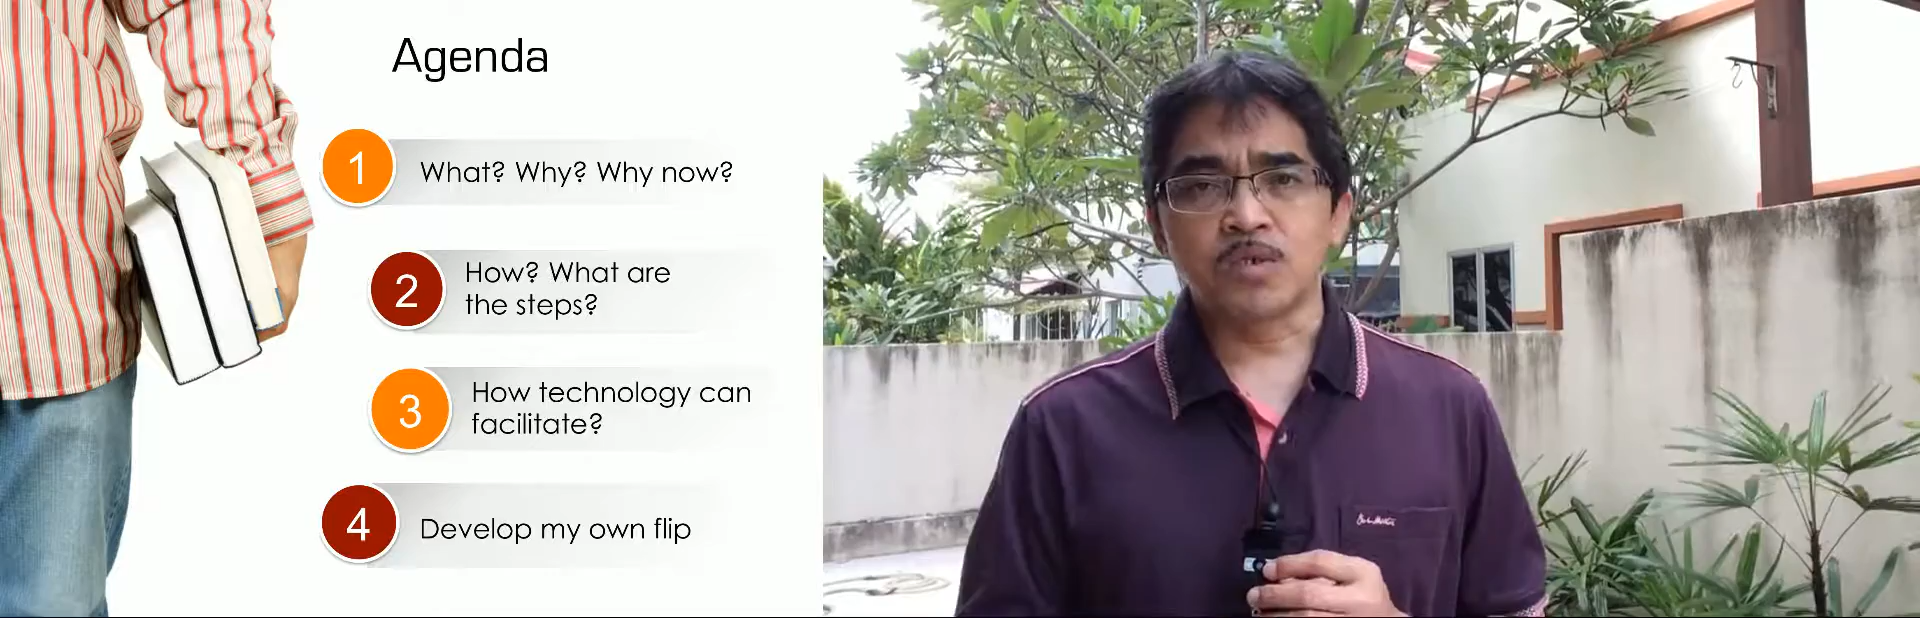 Agenda
1
What? Why? Why now?
2
How? What are
the steps?
3
How technology can
facilitate?
4
Develop my own flip